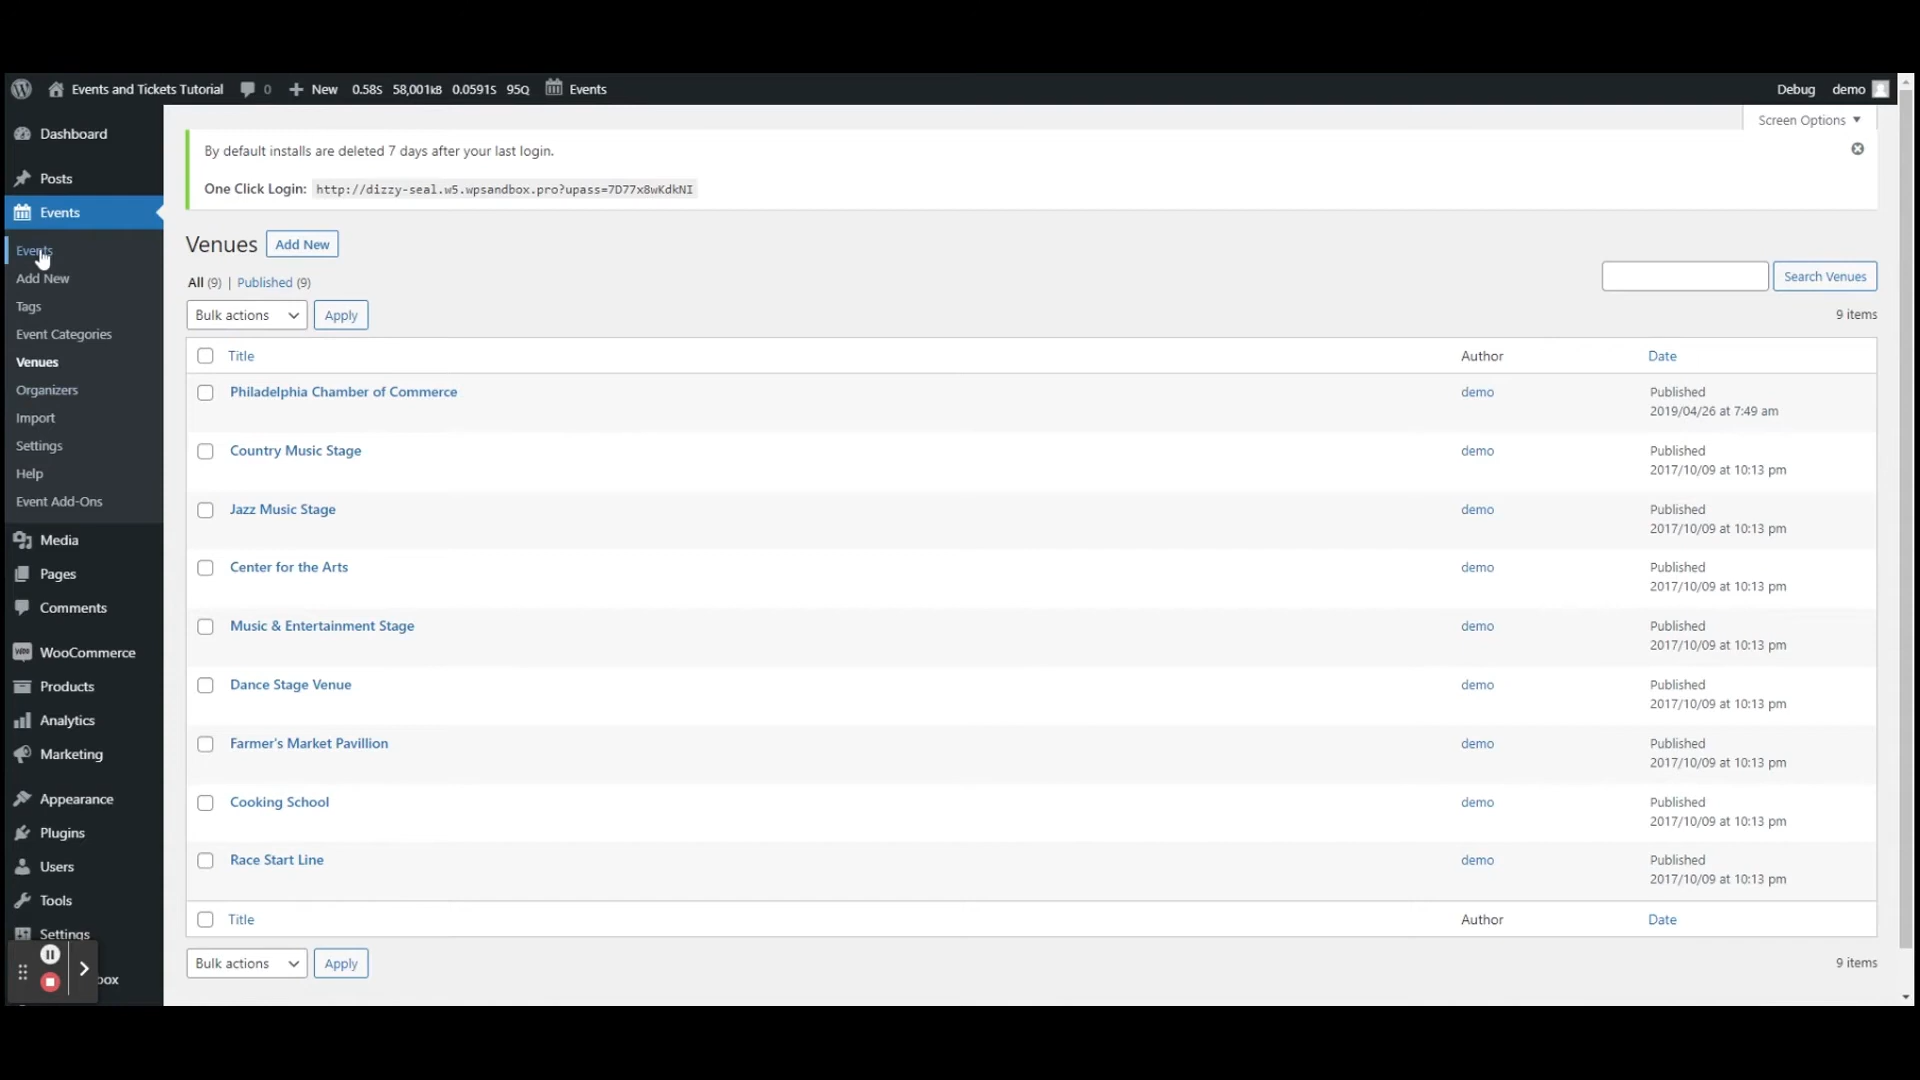 Events and Tickets Tutorial 0 New 0.58S 58,001kB 0.0591S 95Q Events Debug demo
Dashboard
Posts
Events
Events
Add New
Tags
Event Categories
Venues
Organizers
Import
Settings
Help
Event Add-Ons
Media
Pages
Comments
WooCommerce
Products
Analytics
Marketing
Appearance
Plugins
Users
Tools
Settings
box
Screen Options
By default installs are deleted 7 days after your last login.
One Click Login: http://dizzy-seal.w5.wpsandbox.pro?upass=7D77x8wKdkNI
Venues Add New
All (9) | Published (9)
Search Venues
Bulk actions Apply 9 items
Title Author Date
Philadelphia Chamber of Commerce demo Published
2019/04/26 at 7:49 am
Country Music Stage demo Published
2017/10/09 at 10:13 pm
Jazz Music Stage demo Published
2017/10/09 at 10:13 pm
Center for the Arts demo Published
2017/10/09 at 10:13 pm
Music & Entertainment Stage demo Published
2017/10/09 at 10:13 pm
Dance Stage Venue demo Published
2017/10/09 at 10:13 pm
Farmer's Market Pavillion demo Published
2017/10/09 at 10:13 pm
Cooking School demo Published
2017/10/09 at 10:13 pm
Race Start Line demo Published
2017/10/09 at 10:13 pm
Title Author Date
Bulk actions Apply 9 items